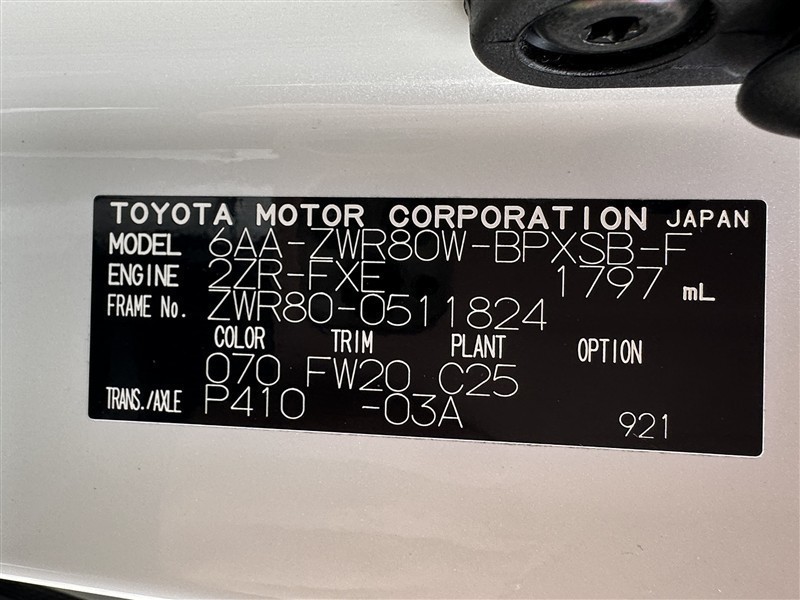 TOYOTA MOTOR CORPORATION JAPAN
MODEL 6AA-ZWR80W-BPXSB-F
ENGINE 2ZR-FXE 1797 mL
FRAME No. ZWR80-0511824
COLOR TRIM PLANT OPTION
070 FW20 C25
TRANS./AXLE P410 -03A 921